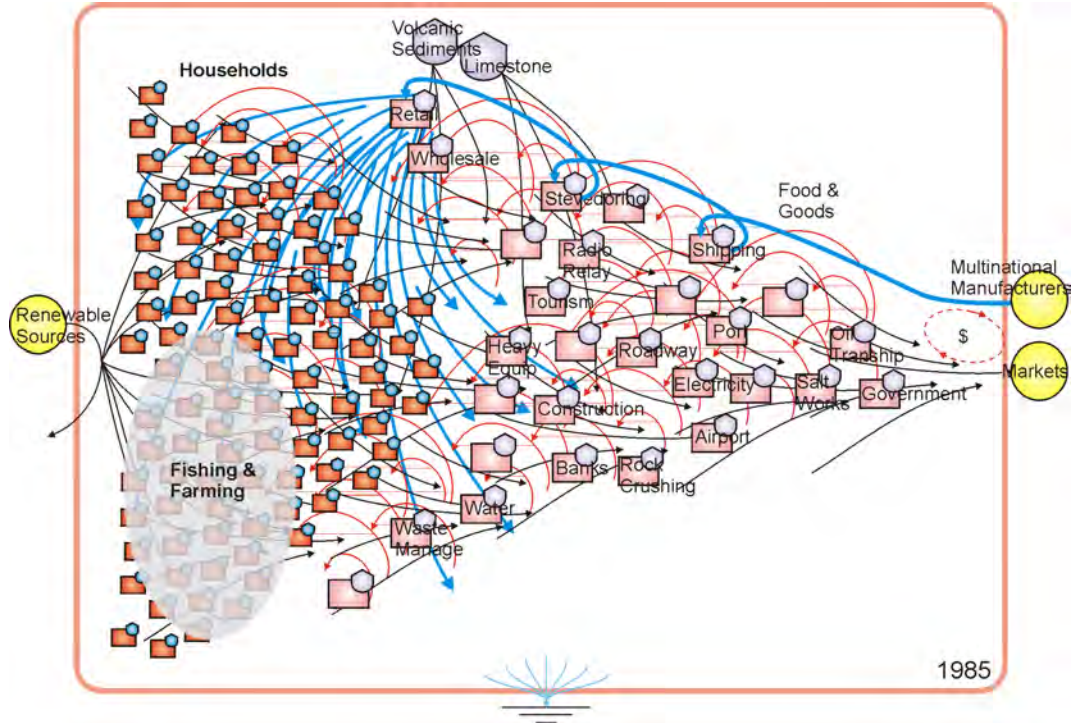 Volcanic
Sediments
Limestone
Households
Retail
Wholesale
Stevedoring
Food &
Goods
Radio
Relay
Shipping
Multinational
Manufacturers
Tourism
Renewable
Sources
Port
$
Heavy
Equip
Roadway
Oil
Tranship
Markets
Electricity
Salt
Works
Government
Construction
Airport
Fishing &
Farming
Banks
Rock
Crushing
Water
Waste
Manage
1985